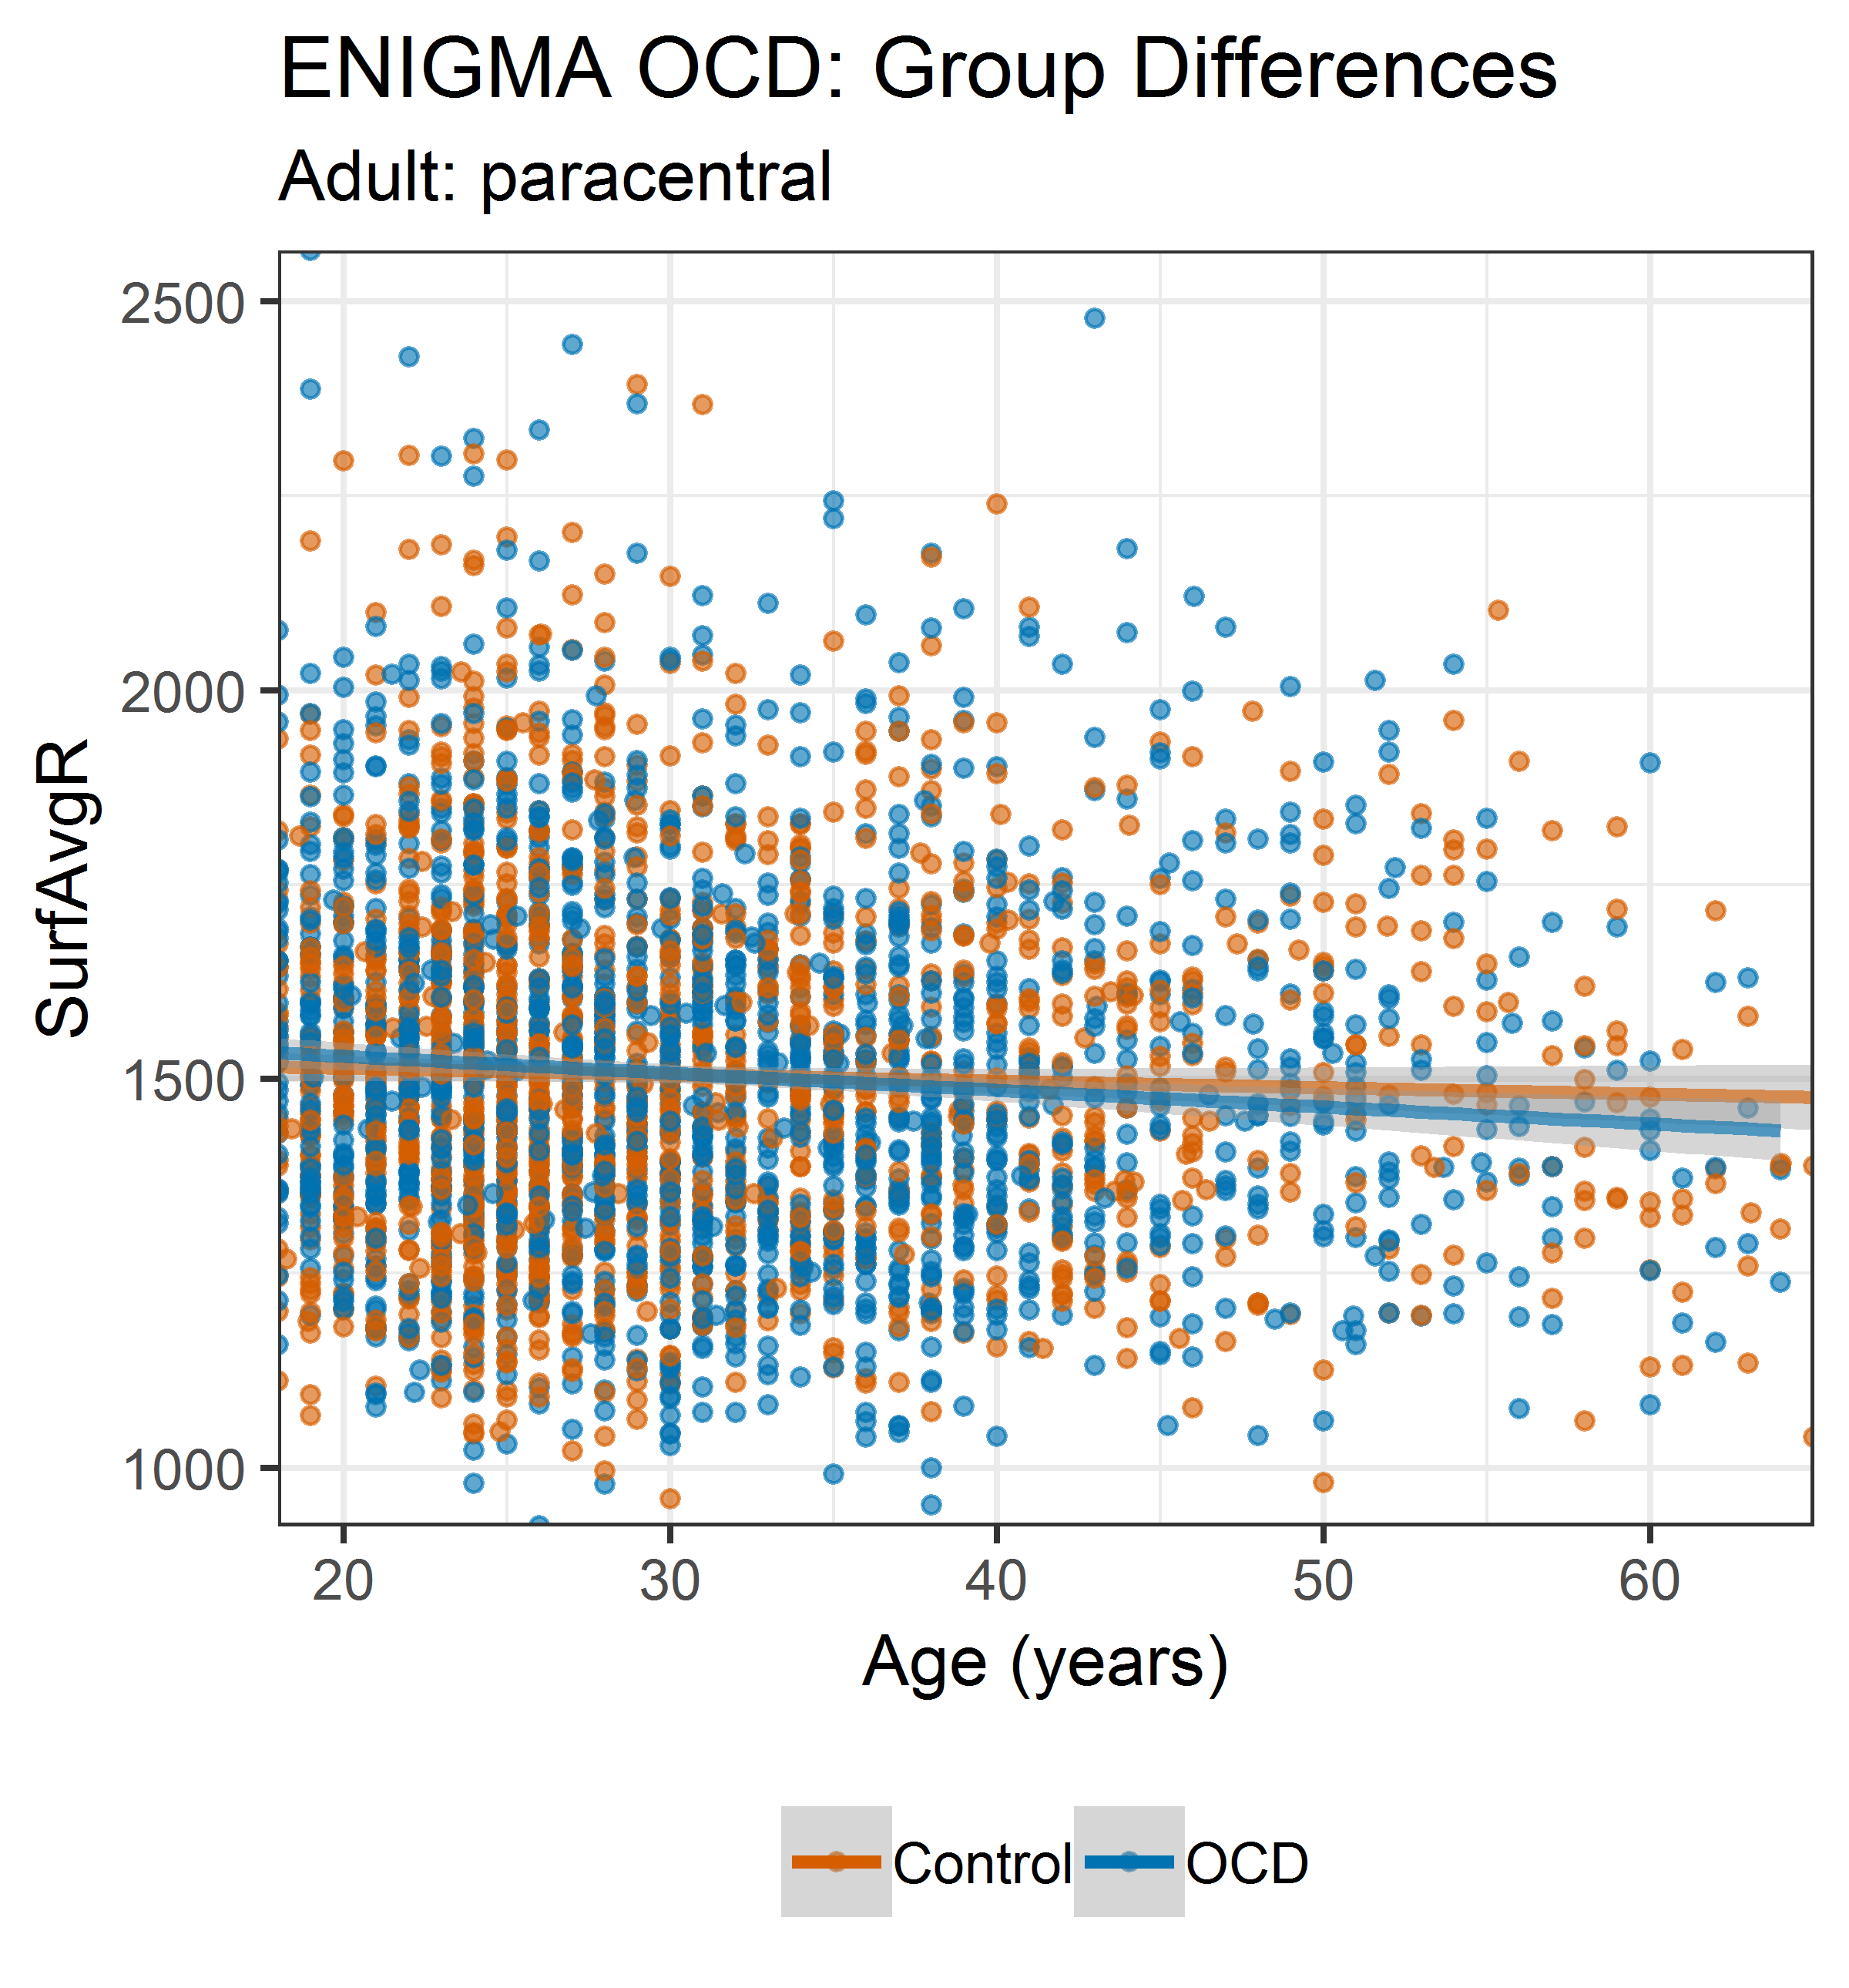 ENIGMA OCD: Group Differences
Adult: paracentral
SurfAvgR
2500
2000
1500
1000
20 30 40 50 60
Age (years)
Control OCD